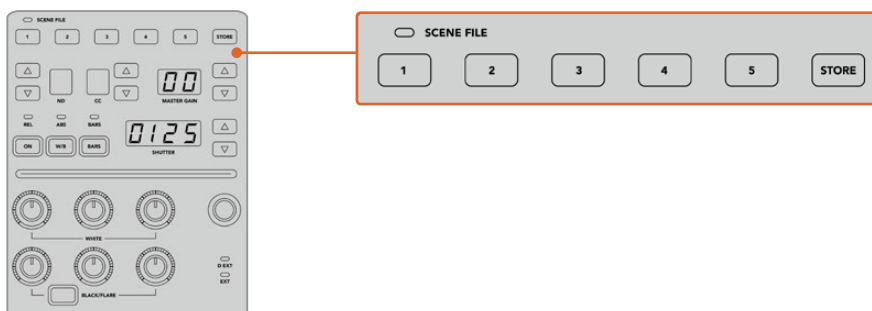 SCENE FILE
1 2 3 4 5 STORE
ND CC 00 MASTER GAIN
REL ABS BARS
ON W/B BARS 0125 SHUTTER
WHITE
D EXT
EXT
BLACK/FLARE
SCENE FILE
1 2 3 4 5 STORE